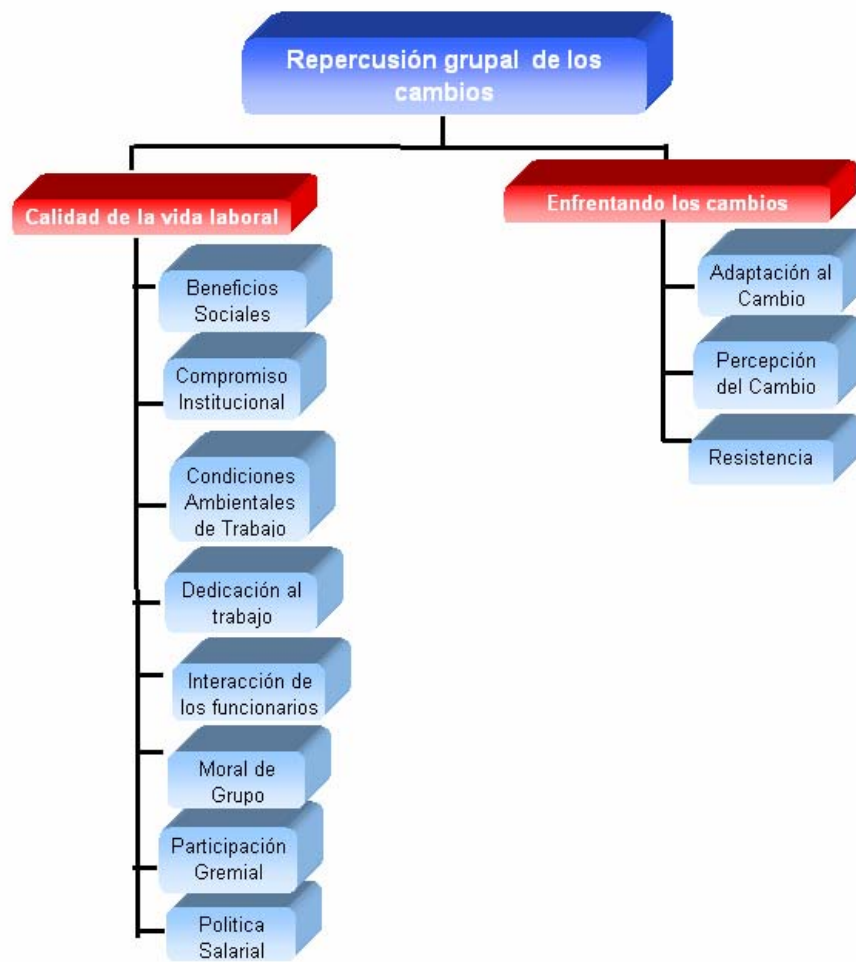 Repercusión grupal de los
cambios
Calidad de la vida laboral
Beneficios
Sociales
Compromiso
Institucional
Condiciones
Ambientales
de Trabajo
Dedicación al
trabajo
Interacción de
los funcionarios
Moral de
Grupo
Participación
Gremial
Politica
Salarial
Enfrentando los cambios
Adaptación al
Cambio
Percepción
del Cambio
Resistencia